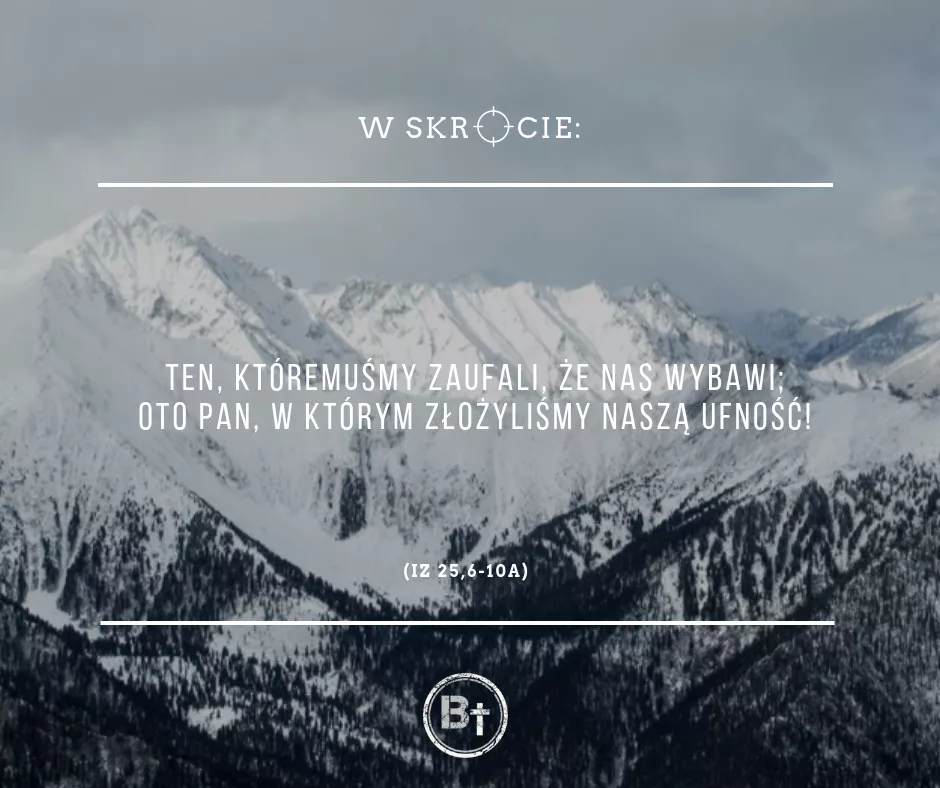 W SKRÓCIE:
TEN, KTÓREMUŚMY ZAUFALI, ŻE NAS WYBAWI;
OTO PAN, W KTÓRYM ZŁOŻYLIŚMY NASZĄ UFNOŚĆ!
(IZ 25,6-10A)
B†